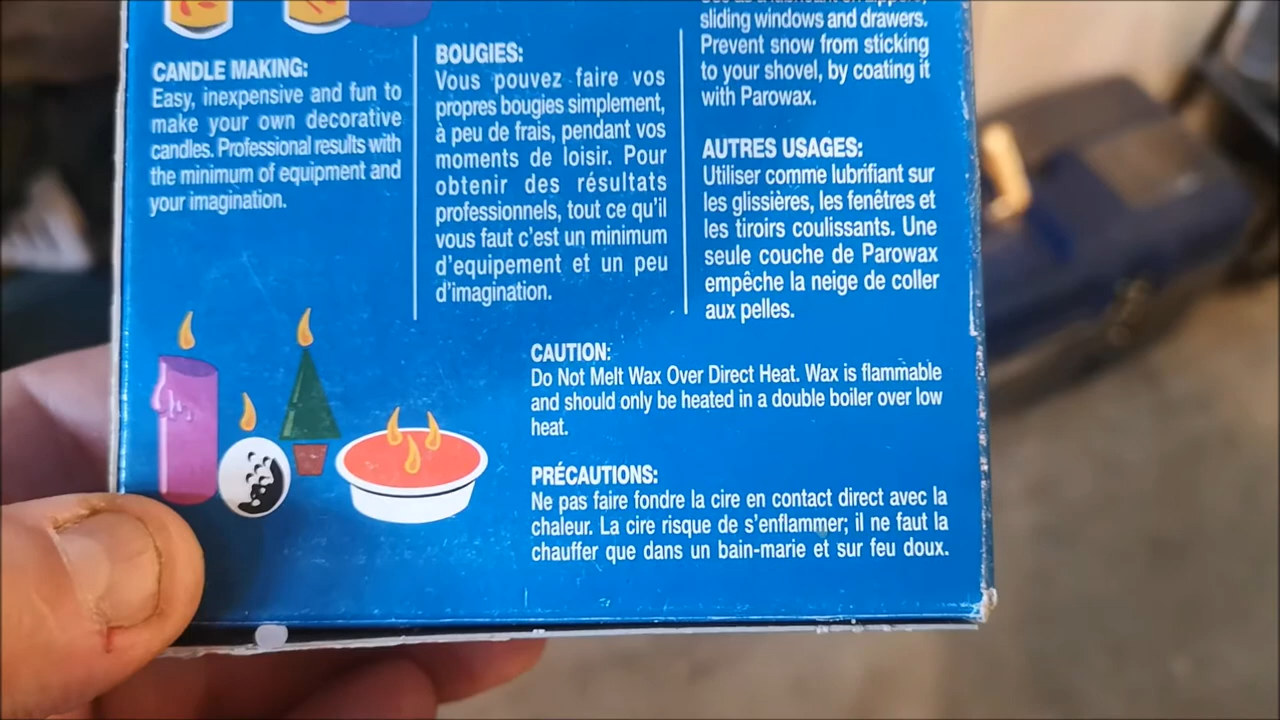 CANDLE MAKING:
Easy, inexpensive and fun to
make your own decorative
candles. Professional results with
the minimum of equipment and
your imagination.
BOUGIES:
Vous pouvez faire vos
propres bougies simplement,
à peu de frais, pendant vos
moments de loisir. Pour
obtenir des résultats
professionnels, tout ce qu'il
vous faut c'est un minimum
d'equipement et un peu
d'imagination.
sliding windows and drawers.
Prevent snow from sticking
to your shovel, by coating it
with Parowax.
AUTRES USAGES:
Utiliser comme lubrifiant sur
les glissières, les fenêtres et
les tiroirs coulissants. Une
seule couche de Parowax
empêche la neige de coller
aux pelles.
CAUTION:
Do Not Melt Wax Over Direct Heat. Wax is flammable
and should only be heated in a double boiler over low
heat.
PRÉCAUTIONS:
Ne pas faire fondre la cire en contact direct avec la
chaleur. La cire risque de s'enflammer; il ne faut la
chauffer que dans un bain-marie et sur feu doux.